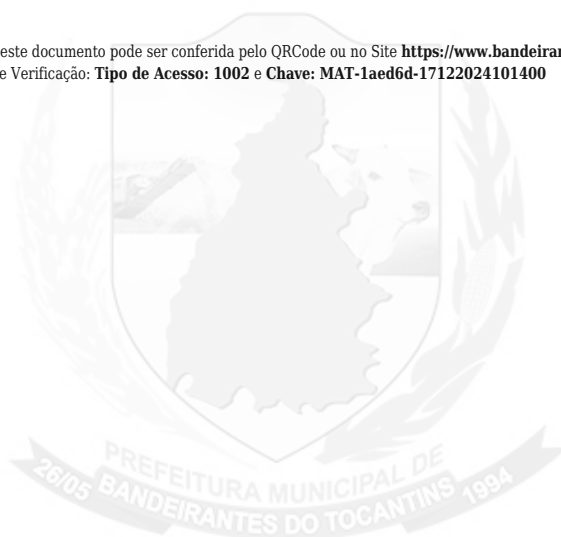 este documento pode ser conferida pelo QRCode ou no Site https://www.bandeiran
e Verificação: Tipo de Acesso: 1002 e Chave: MAT-1aed6d-17122024101400
PREFEITURA MUNICIPAL DE
26/05 BANDEIRANTES DO TOCANTINS 1994